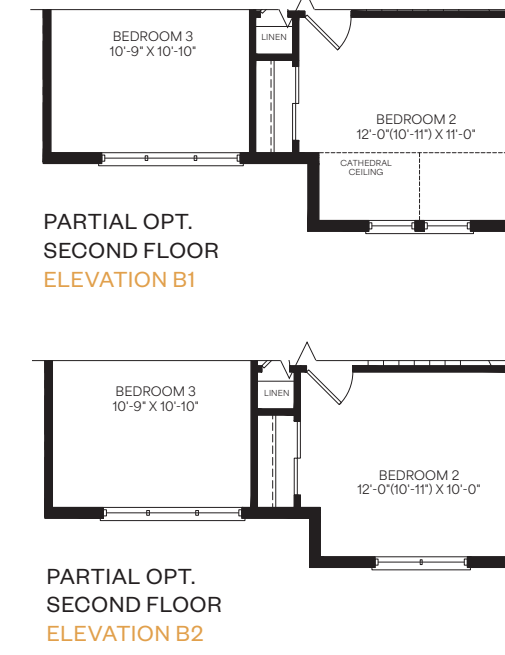 BEDROOM 3
10'-9" X 10'-10"
LINEN
BEDROOM 2
12'-0"(10'-11") X 11'-0"
CATHEDRAL
CEILING
PARTIAL OPT.
SECOND FLOOR
ELEVATION B1
BEDROOM 3
10'-9" X 10'-10"
LINEN
BEDROOM 2
12'-0"(10'-11") X 10'-0"
PARTIAL OPT.
SECOND FLOOR
ELEVATION B2